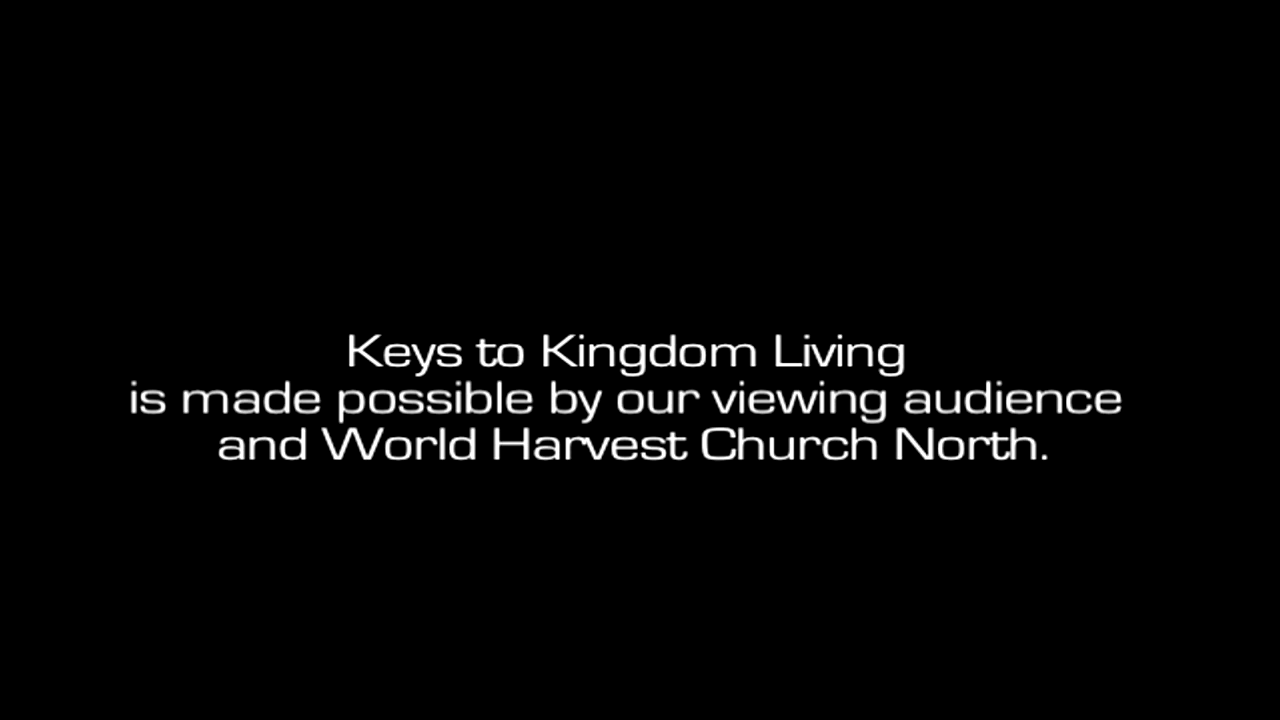 Keys to Kingdom Living
is made possible by our viewing audience
and World Harvest Church North.